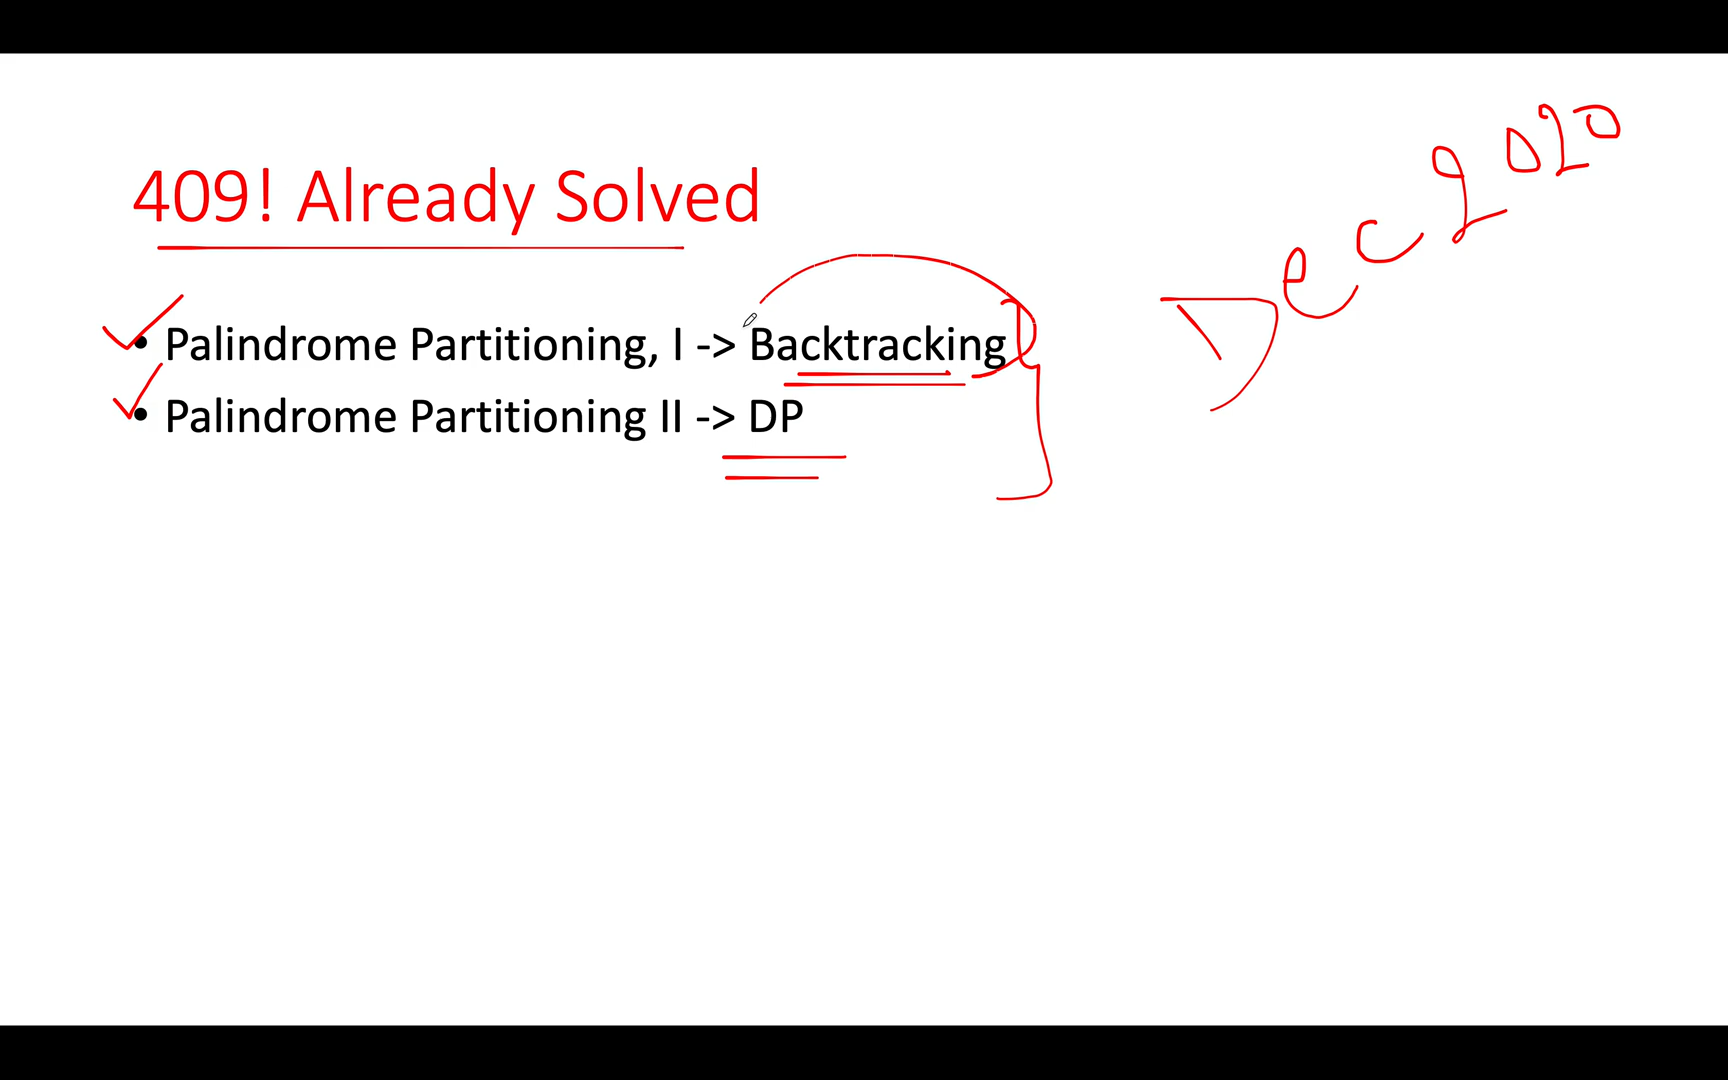 409! Already Solved
Dec 2020
• Palindrome Partitioning, I -> Backtracking
• Palindrome Partitioning II -> DP